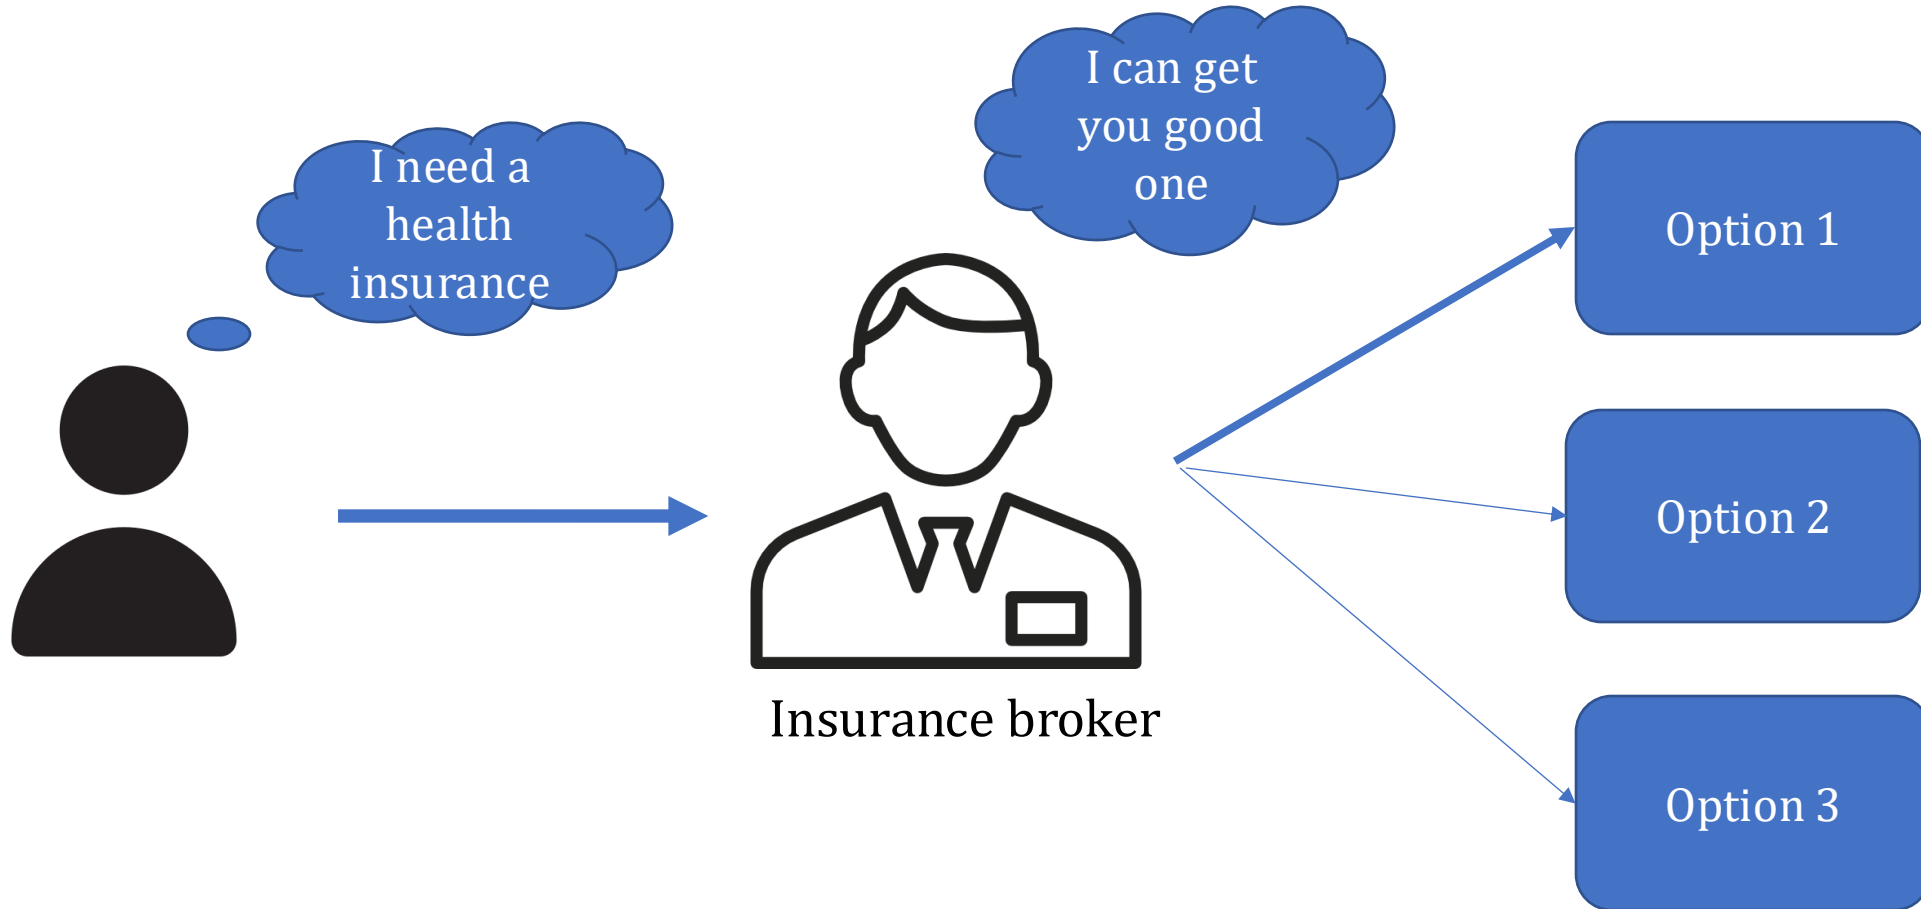 I need a
health
insurance
I can get
you good
one
Insurance broker
Option 1
Option 2
Option 3